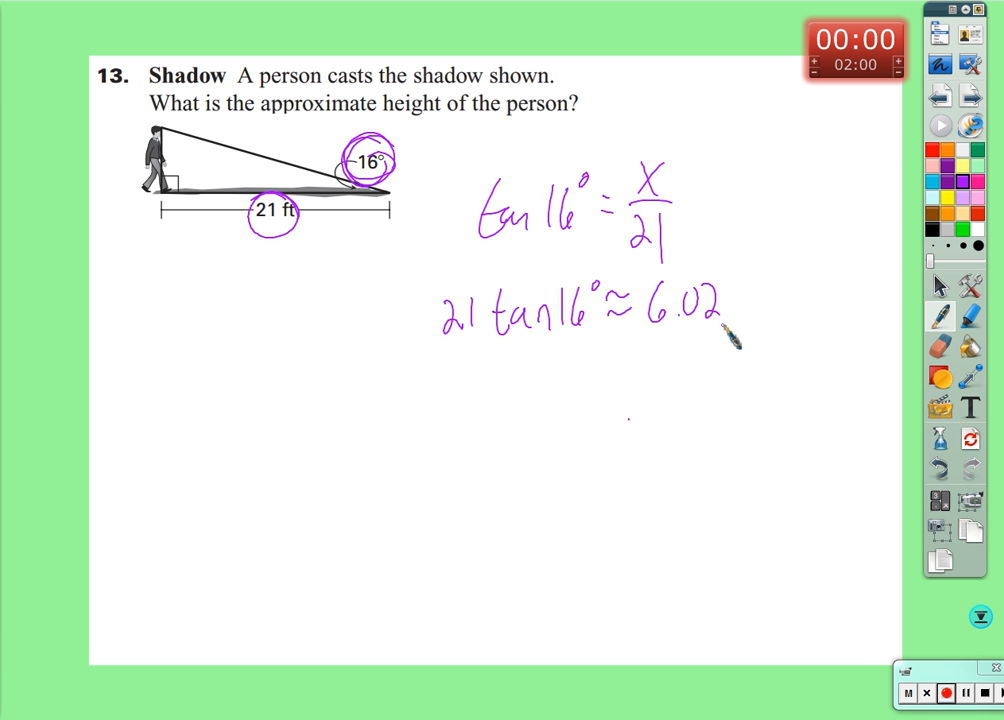 00:00
02:00
13. Shadow A person casts the shadow shown.
What is the approximate height of the person?
16°
21 ft
tan 16° = x/21
21 tan 16° ≈ 6.02
T
M